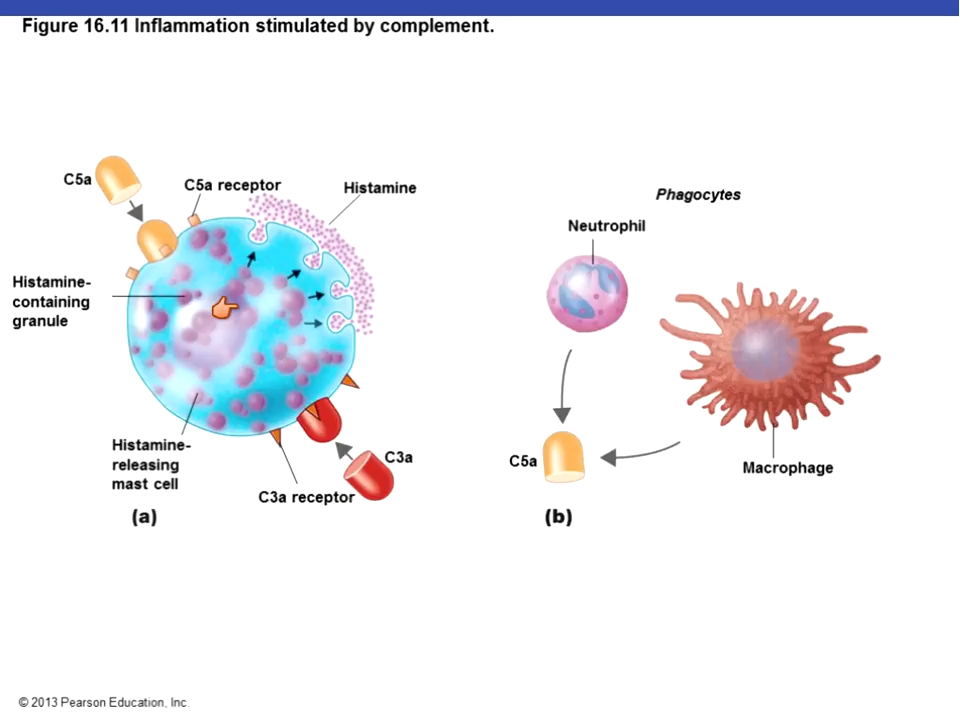 Figure 16.11 Inflammation stimulated by complement.
C5a
C5a receptor
Histamine
Histamine-
containing
granule
Histamine-
releasing
mast cell
C3a
C3a receptor
(a)
Phagocytes
Neutrophil
C5a
Macrophage
(b)
© 2013 Pearson Education, Inc.